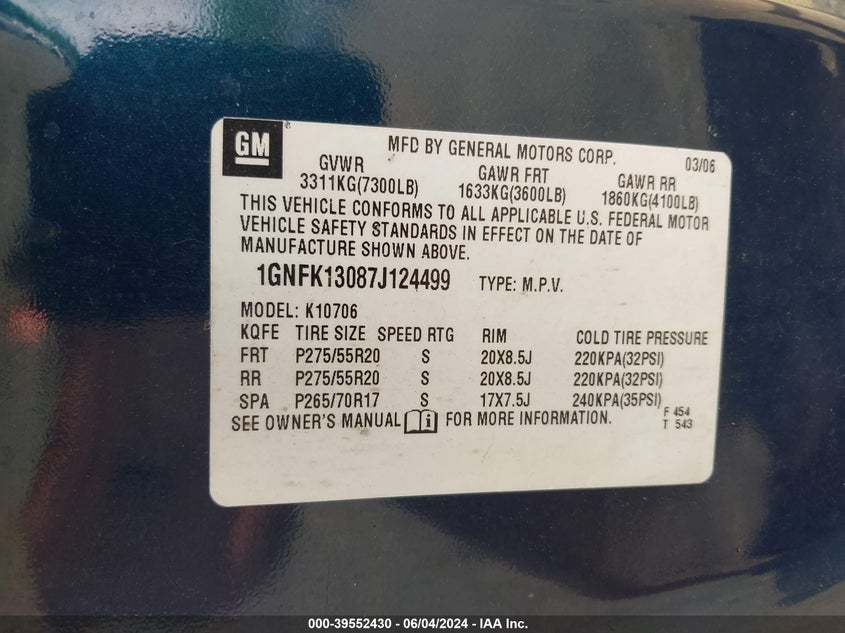 GM
MFD BY GENERAL MOTORS CORP. 03/06
GVWR GAWR FRT GAWR RR
3311KG(7300LB) 1633KG(3600LB) 1860KG(4100LB)
THIS VEHICLE CONFORMS TO ALL APPLICABLE U.S. FEDERAL MOTOR
VEHICLE SAFETY STANDARDS IN EFFECT ON THE DATE OF
MANUFACTURE SHOWN ABOVE.
1GNFK13087J124499 TYPE: M.P.V.
MODEL: K10706
KQFE TIRE SIZE SPEED RTG RIM COLD TIRE PRESSURE
FRT P275/55R20 S 20X8.5J 220KPA(32PSI)
RR P275/55R20 S 20X8.5J 220KPA(32PSI)
SPA P265/70R17 S 17X7.5J 240KPA(35PSI)
SEE OWNER'S MANUAL i FOR MORE INFORMATION.
F 454
T 543
000-39552430 - 06/04/2024 - IAA Inc.